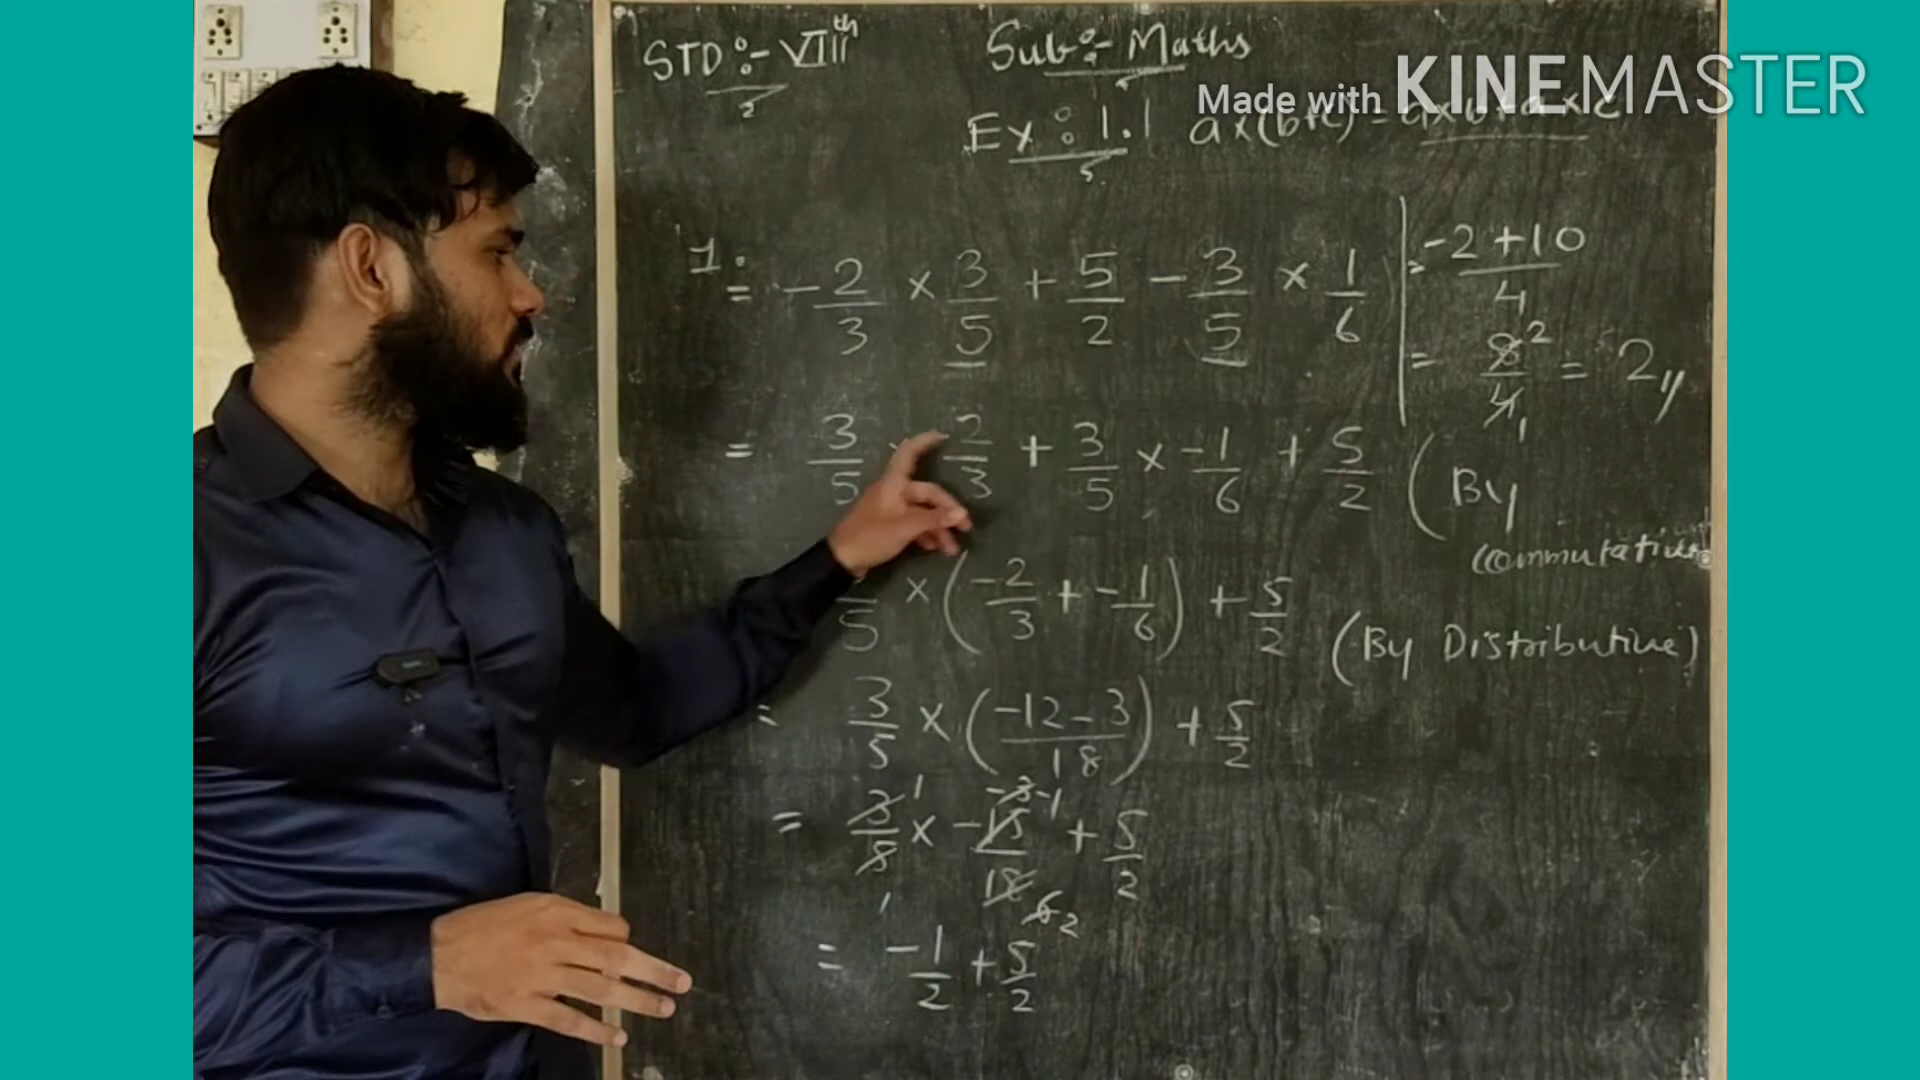 STD :- VIIIth
Sub :- Maths
Made with KINEMASTER
Ex : 1.1 a×(b+c) = a×b+a×c
1.
= -2/3 × 3/5 + 5/2 - 3/5 × 1/6
= -2+10/4
= 8/4 = 2
= 3/5 × 2/3 + 3/5 × -1/6 + 5/2 (By
commutative
5 × (-2/3 + -1/6) + 5/2 (By Distributive)
= 3/5 × (-12-3/18) + 5/2
= 3/5 × -15/18 + 5/2
= -1/2 + 5/2